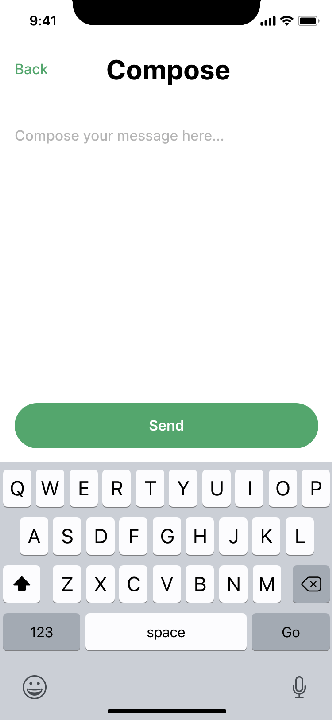 9:41
Back
Compose
Compose your message here...
Send
Q W E R T Y U I O P
A S D F G H J K L
Z X C V B N M
123 space Go